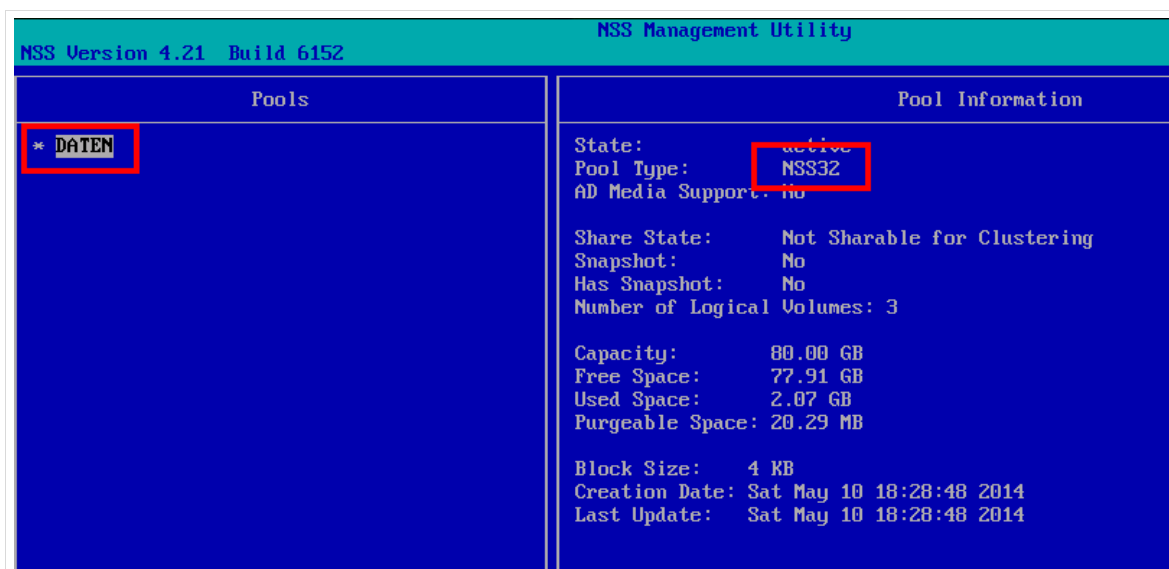 NSS Management Utility
NSS Version 4.21 Build 6152
Pools
* DATEN
Pool Information
State: active
Pool Type: NSS32
AD Media Support: No
Share State: Not Sharable for Clustering
Snapshot: No
Has Snapshot: No
Number of Logical Volumes: 3
Capacity: 80.00 GB
Free Space: 77.91 GB
Used Space: 2.07 GB
Purgeable Space: 20.29 MB
Block Size: 4 KB
Creation Date: Sat May 10 18:28:48 2014
Last Update: Sat May 10 18:28:48 2014